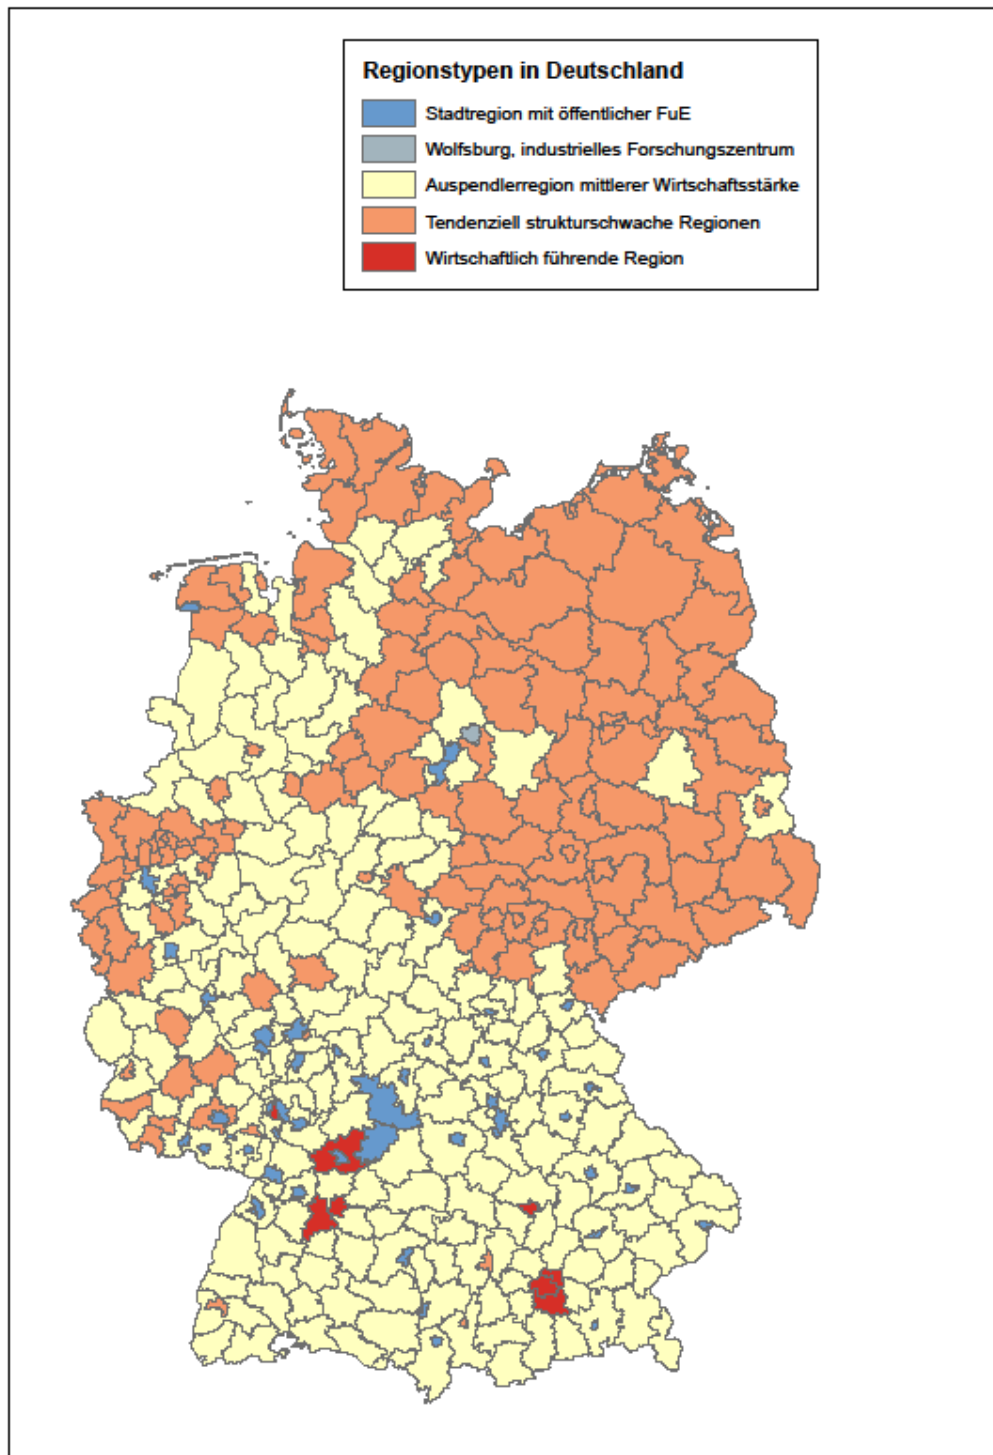 Regionstypen in Deutschland
Stadtregion mit öffentlicher FuE
Wolfsburg, industrielles Forschungszentrum
Auspendlerregion mittlerer Wirtschaftsstärke
Tendenziell strukturschwache Regionen
Wirtschaftlich führende Region